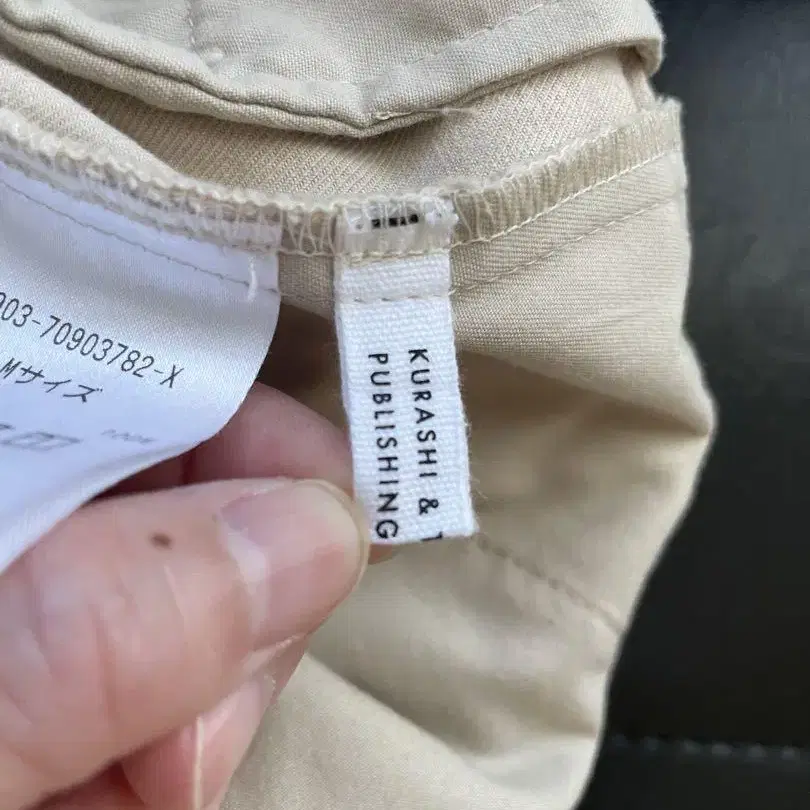 903-70903782-X
Mサイズ
KURASHI & T
PUBLISHING